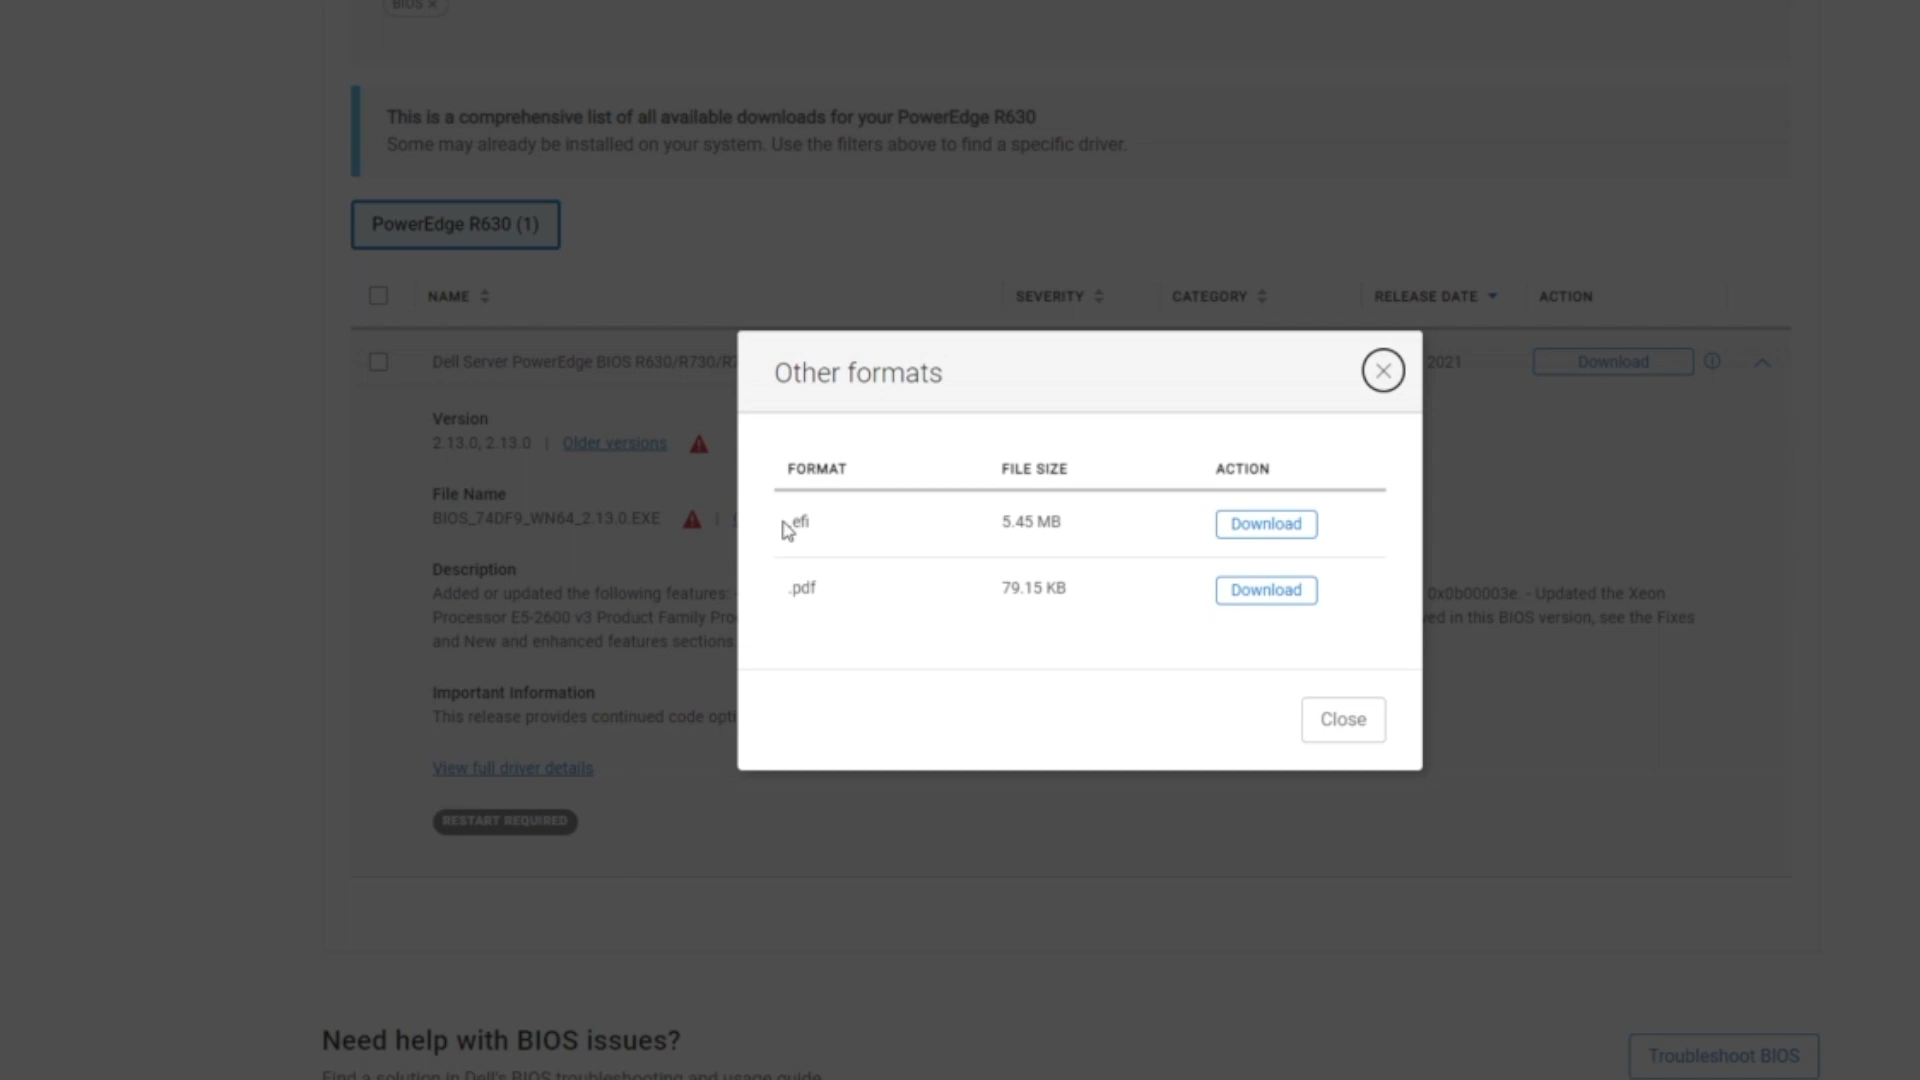 BIOS ×
This is a comprehensive list of all available downloads for your PowerEdge R630
Some may already be installed on your system. Use the filters above to find a specific driver.
PowerEdge R630 (1)
NAME SEVERITY CATEGORY RELEASE DATE ACTION
Dell Server PowerEdge BIOS R630/R730/ 2021 Download
Other formats
Version
2.13.0, 2.13.0 | Older versions
FORMAT FILE SIZE ACTION
File Name
BIOS_74DF9_WN64_2.13.0.EXE |
efi 5.45 MB Download
Description
Added or updated the following features: 0x0b00003e. - Updated the Xeon
.pdf 79.15 KB Download
Processor E5-2600 v3 Product Family in this BIOS version, see the Fixes
and New and enhanced features sections
Important Information
This release provides continued code
Close
View full driver details
RESTART REQUIRED
Need help with BIOS issues?
Troubleshoot BIOS
Find a solution in Dell's BIOS troubleshooting and usage guide